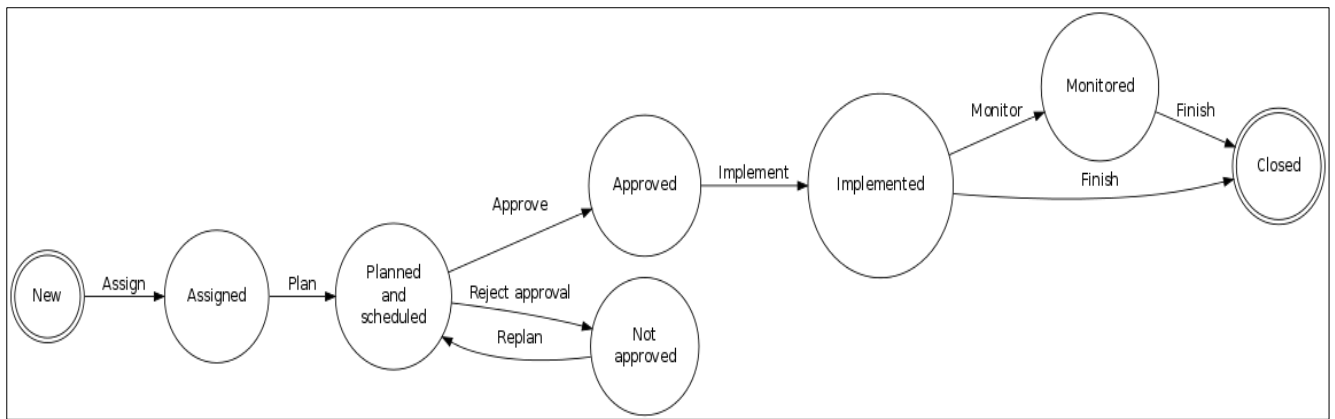 New
Assign
Assigned
Plan
Planned
and
scheduled
Approve
Reject approval
Replan
Approved
Not
approved
Implement
Implemented
Monitor
Monitored
Finish
Finish
Closed